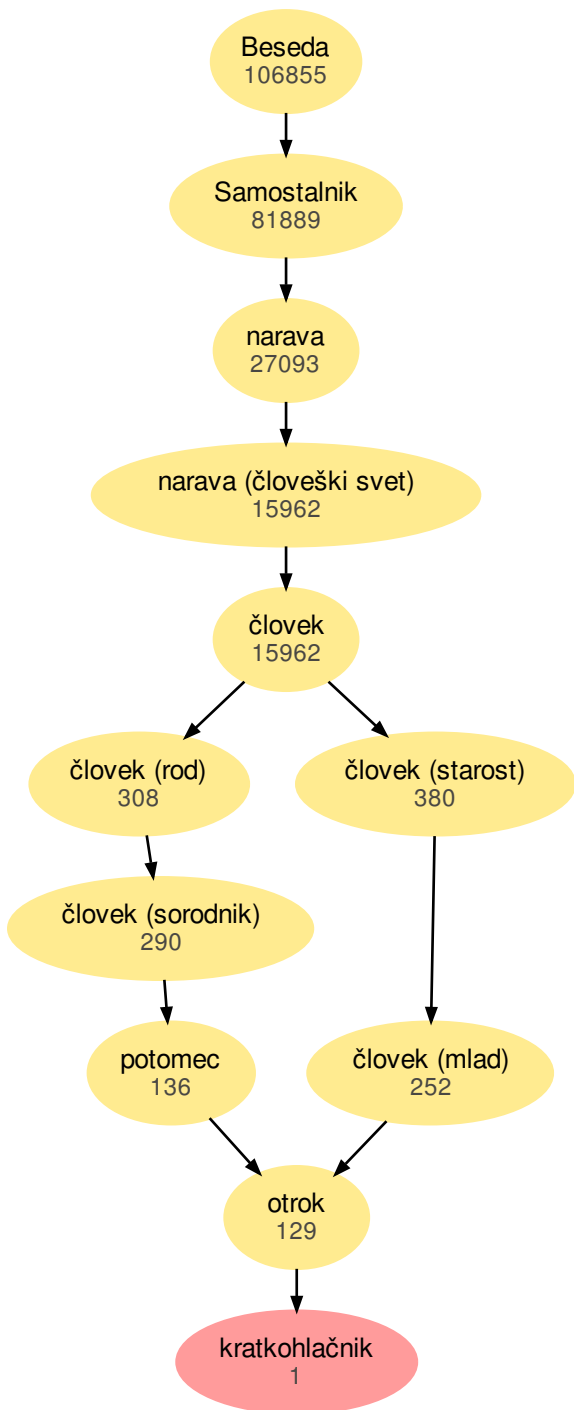 Beseda
106855
Samostalnik
81889
narava
27093
narava (človeški svet)
15962
človek
15962
človek (rod)
308
človek (starost)
380
človek (sorodnik)
290
potomec
136
človek (mlad)
252
otrok
129
kratkohlačnik
1